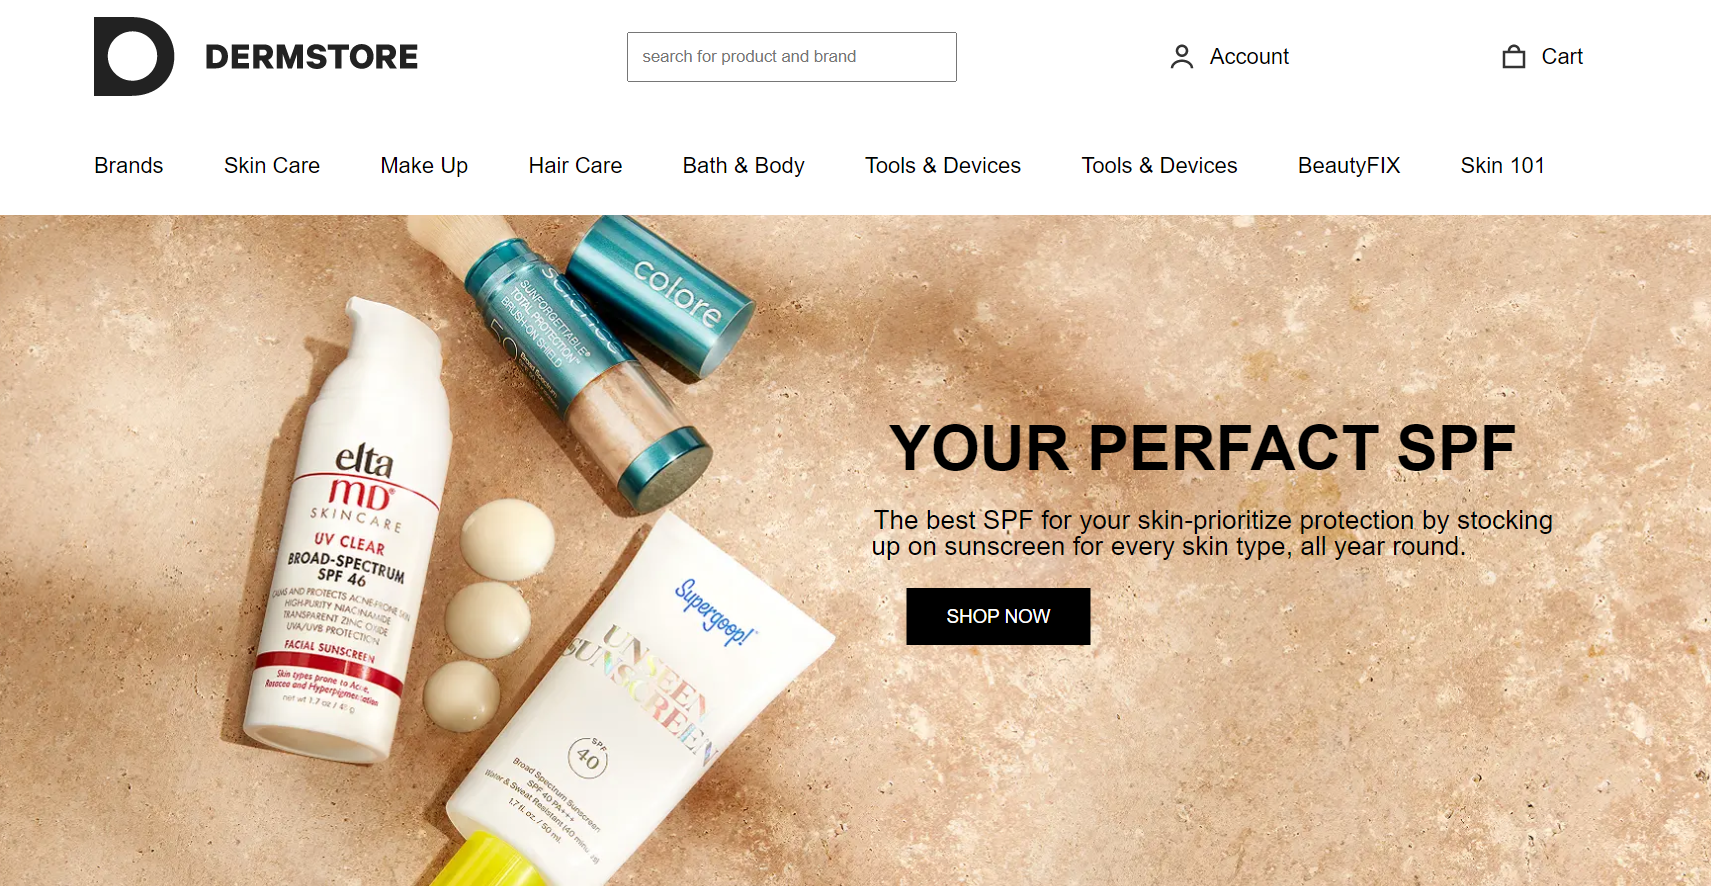 DERMSTORE
search for product and brand
Account
Cart
Brands
Skin Care
Make Up
Hair Care
Bath & Body
Tools & Devices
Tools & Devices
BeautyFIX
Skin 101
colore
science
SUNFORGETTABLE®
TOTAL PROTECTION™
BRUSH-ON SHIELD
50
Broad Spectrum
elta
MD®
SKINCARE
UV CLEAR
BROAD-SPECTRUM
SPF 46
CALMS AND PROTECTS ACNE-PRONE SKIN
HIGH-PURITY NIACINAMIDE
TRANSPARENT ZINC OXIDE
UVA/UVB PROTECTION
FACIAL SUNSCREEN
Skin types prone to Acne,
Rosacea and Hyperpigmentation
net wt 1.7 oz / 48 g
YOUR PERFACT SPF
The best SPF for your skin-prioritize protection by stocking
up on sunscreen for every skin type, all year round.
SHOP NOW
Supergoop!™
UNSEEN
SUNSCREEN
SPF
40
Broad Spectrum Sunscreen
SPF 40 PA+++
Water & Sweat Resistant (40
1.7 fl. oz. / 50 ml.